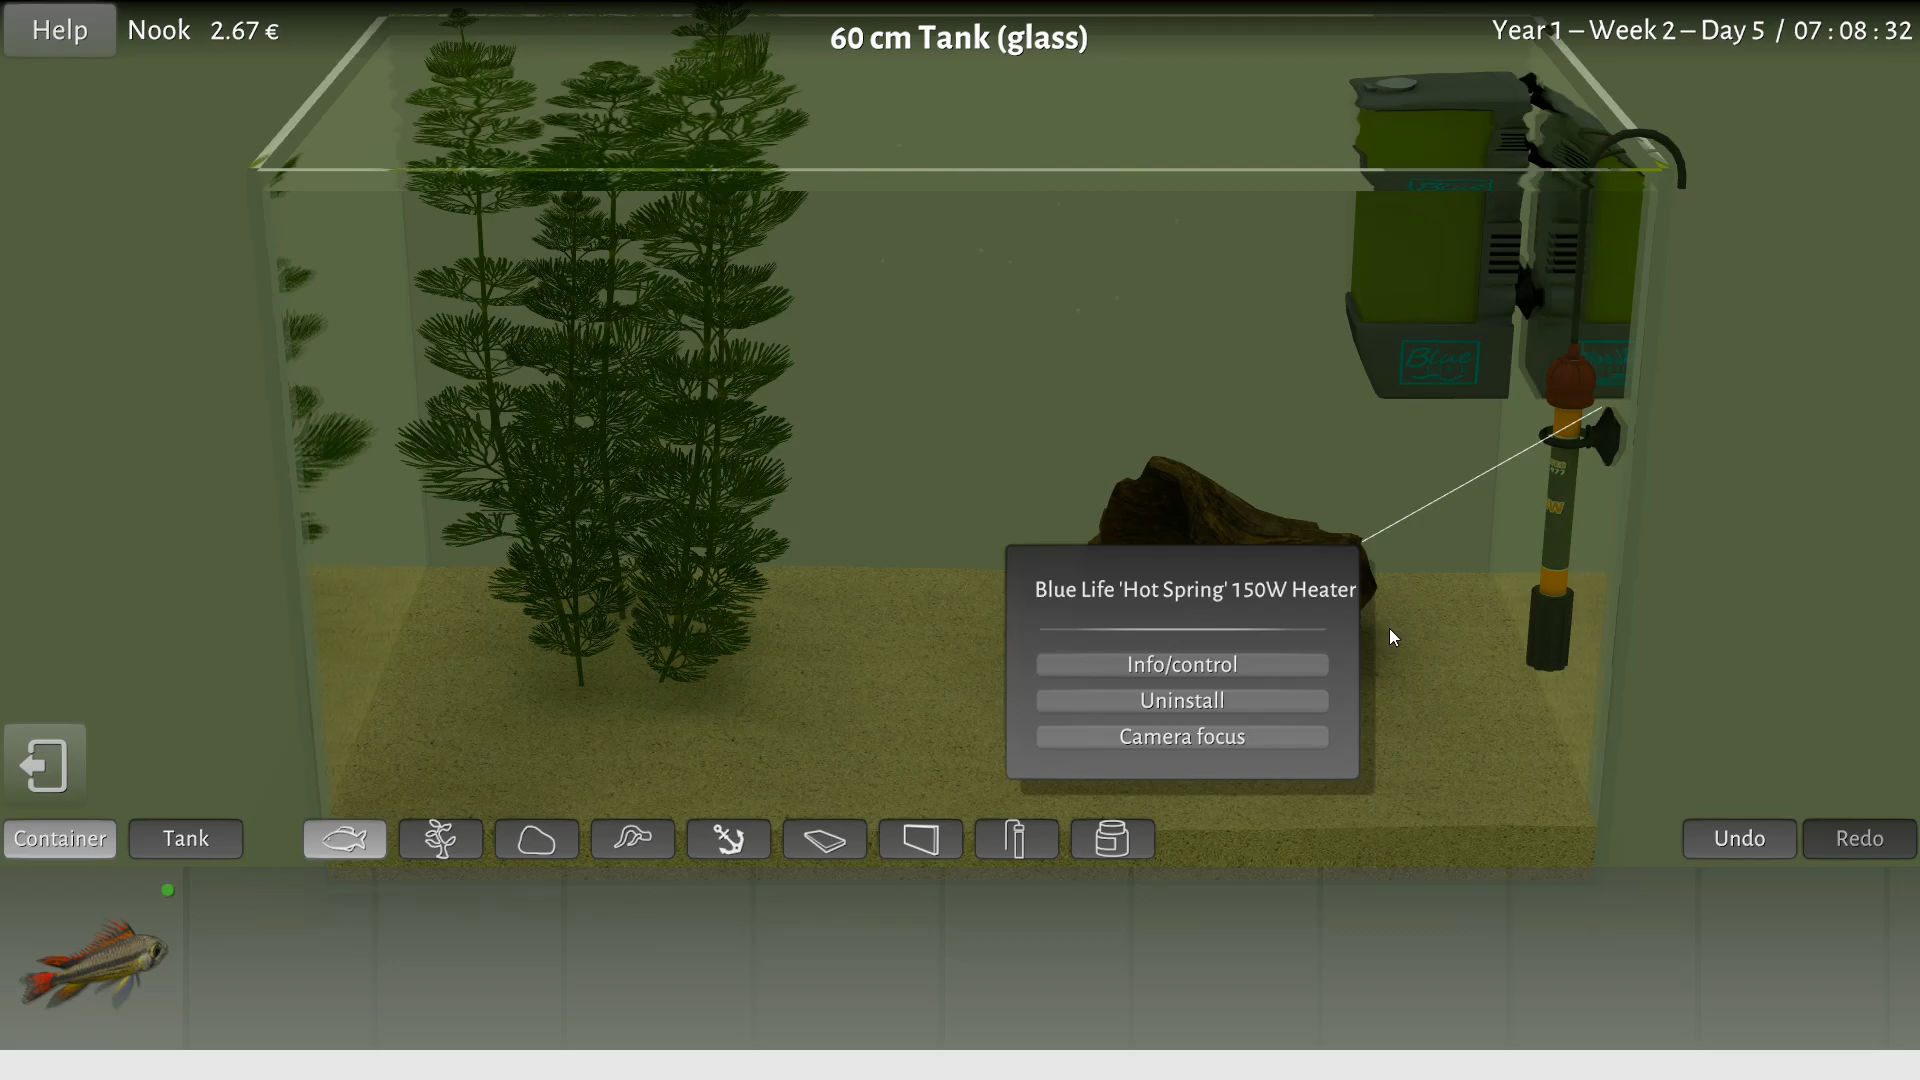 Help
Nook 2.67 €
60 cm Tank (glass)
Year 1 – Week 2 – Day 5 / 07 : 08 : 32
Blue
W
Blue Life 'Hot Spring' 150W Heater
Info/control
Uninstall
Camera focus
Container
Tank
Undo
Redo